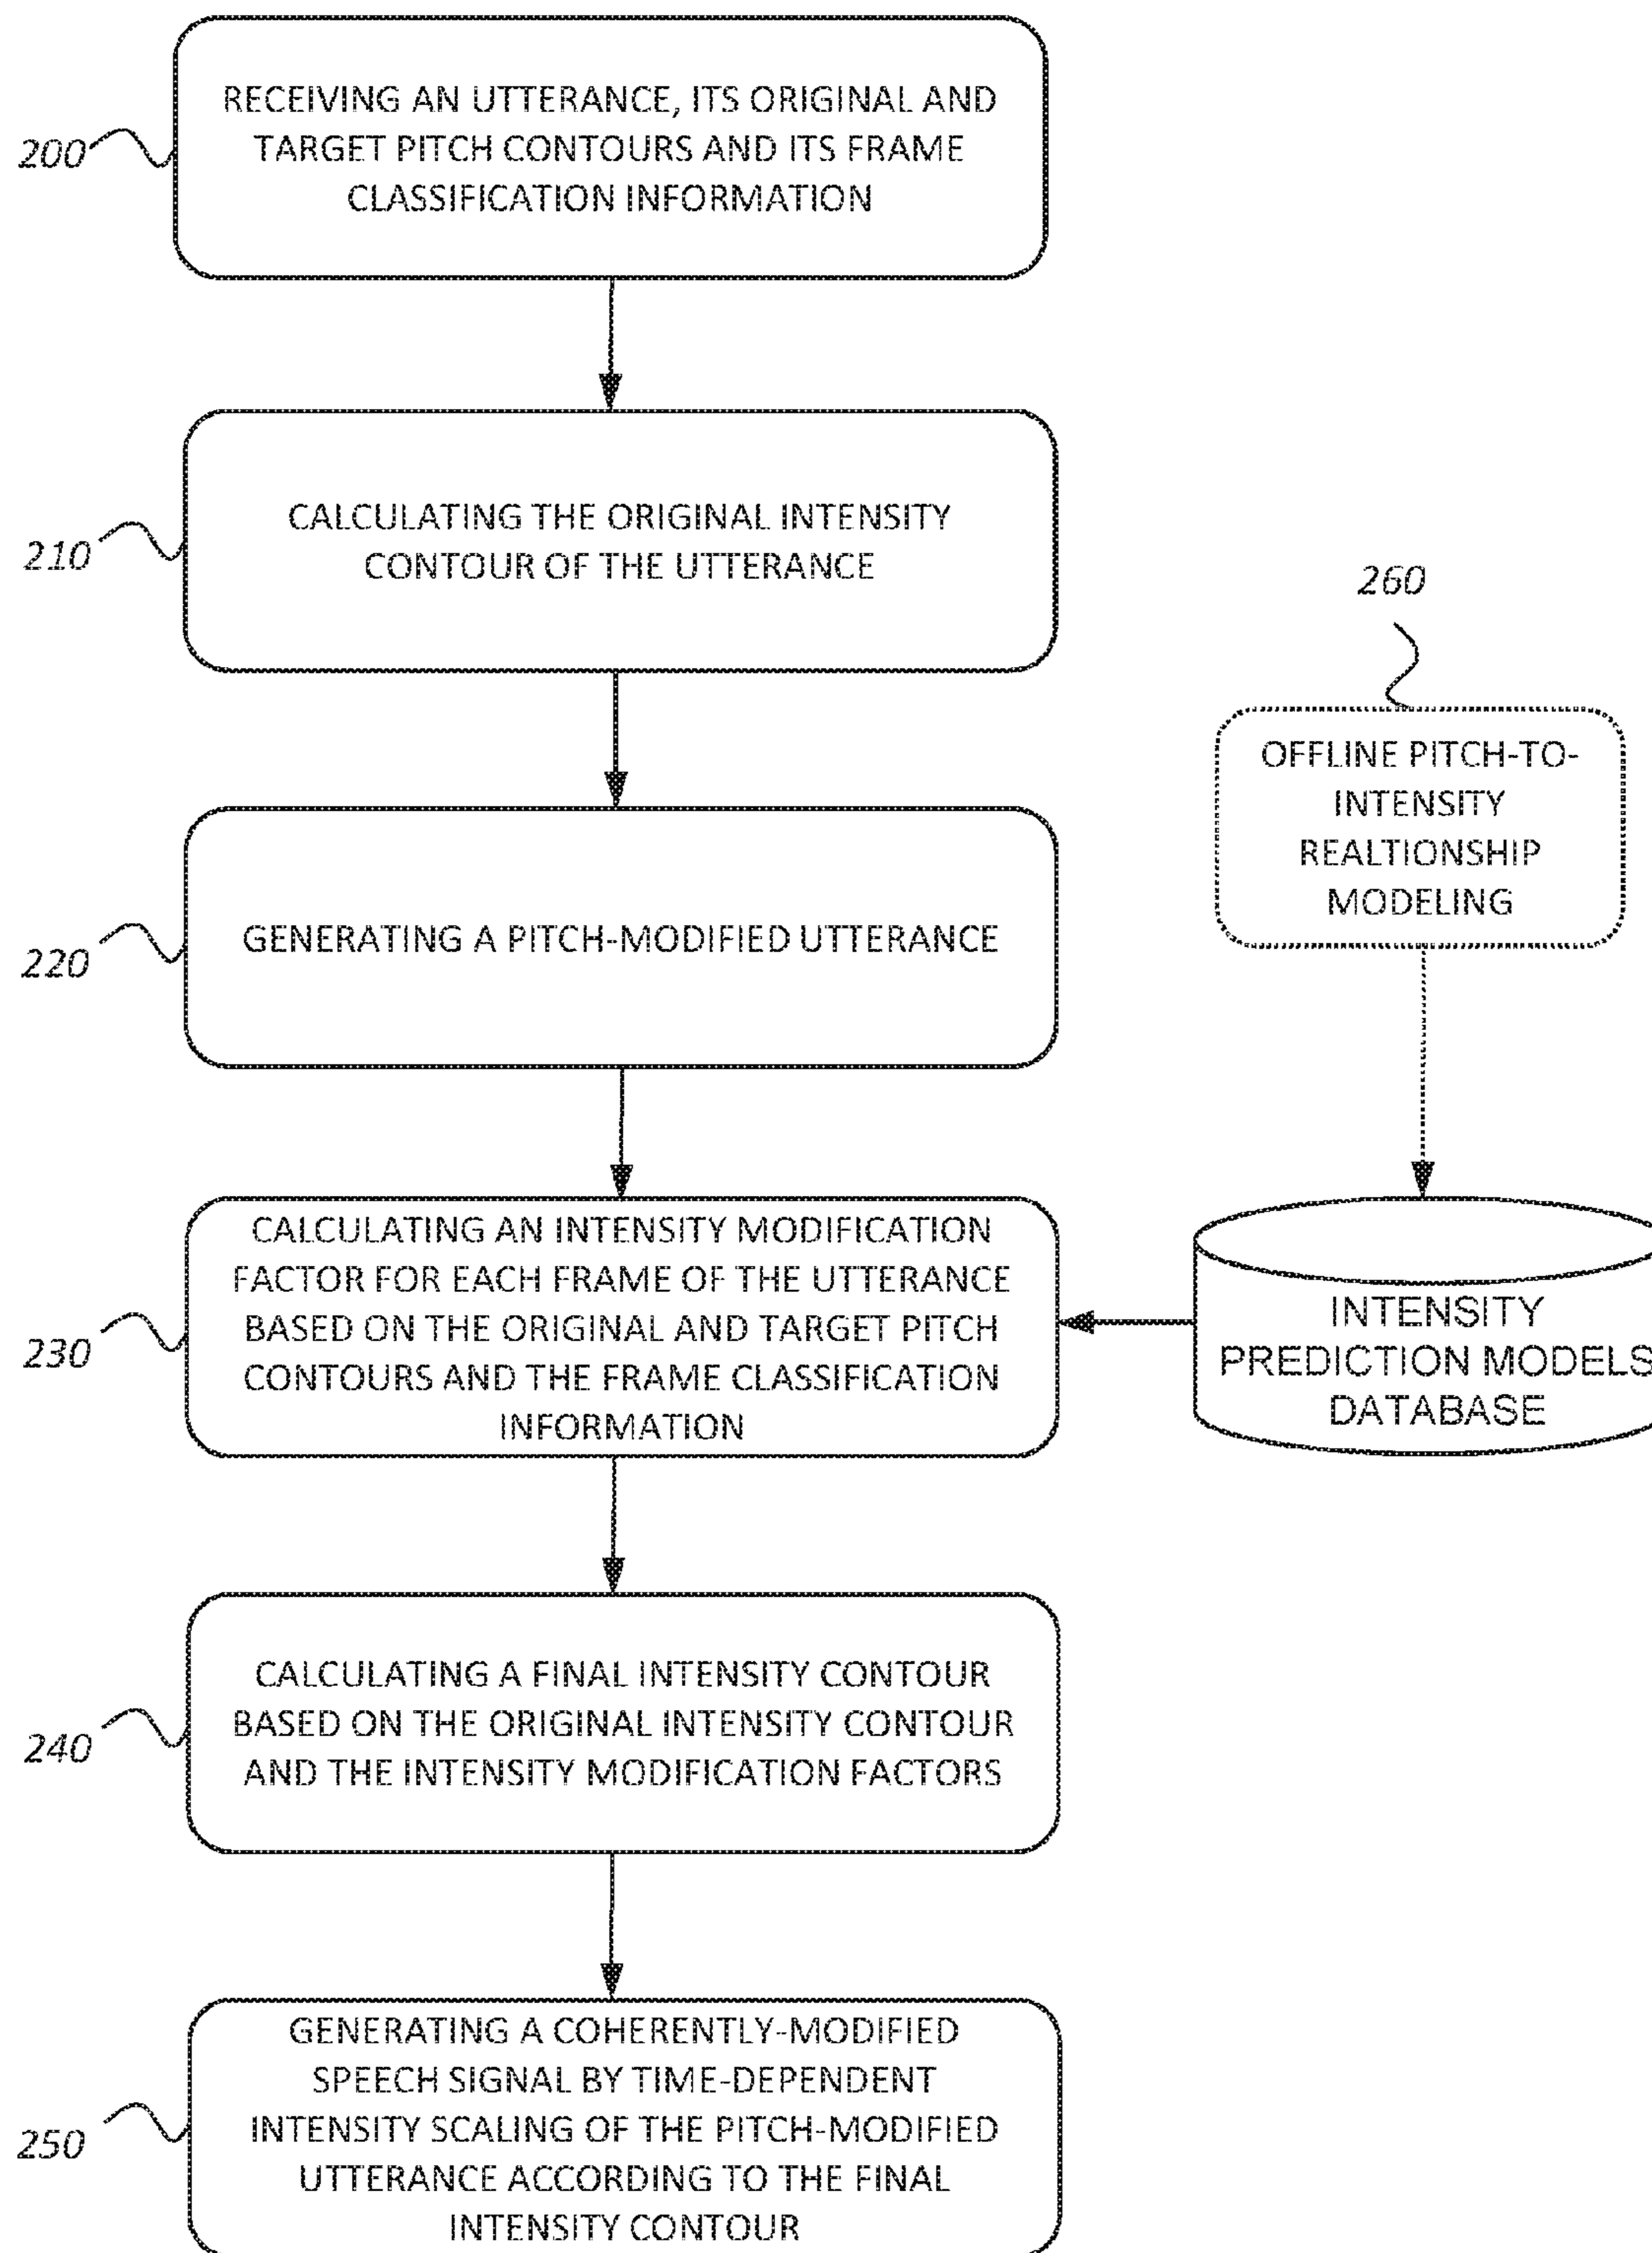 200
RECEIVING AN UTTERANCE, ITS ORIGINAL AND
TARGET PITCH CONTOURS AND ITS FRAME
CLASSIFICATION INFORMATION
210
CALCULATING THE ORIGINAL INTENSITY
CONTOUR OF THE UTTERANCE
260
OFFLINE PITCH-TO-
INTENSITY
REALTIONSHIP
MODELING
220
GENERATING A PITCH-MODIFIED UTTERANCE
230
CALCULATING AN INTENSITY MODIFICATION
FACTOR FOR EACH FRAME OF THE UTTERANCE
BASED ON THE ORIGINAL AND TARGET PITCH
CONTOURS AND THE FRAME CLASSIFICATION
INFORMATION
INTENSITY
PREDICTION MODELS
DATABASE
240
CALCULATING A FINAL INTENSITY CONTOUR
BASED ON THE ORIGINAL INTENSITY CONTOUR
AND THE INTENSITY MODIFICATION FACTORS
250
GENERATING A COHERENTLY-MODIFIED
SPEECH SIGNAL BY TIME-DEPENDENT
INTENSITY SCALING OF THE PITCH-MODIFIED
UTTERANCE ACCORDING TO THE FINAL
INTENSITY CONTOUR